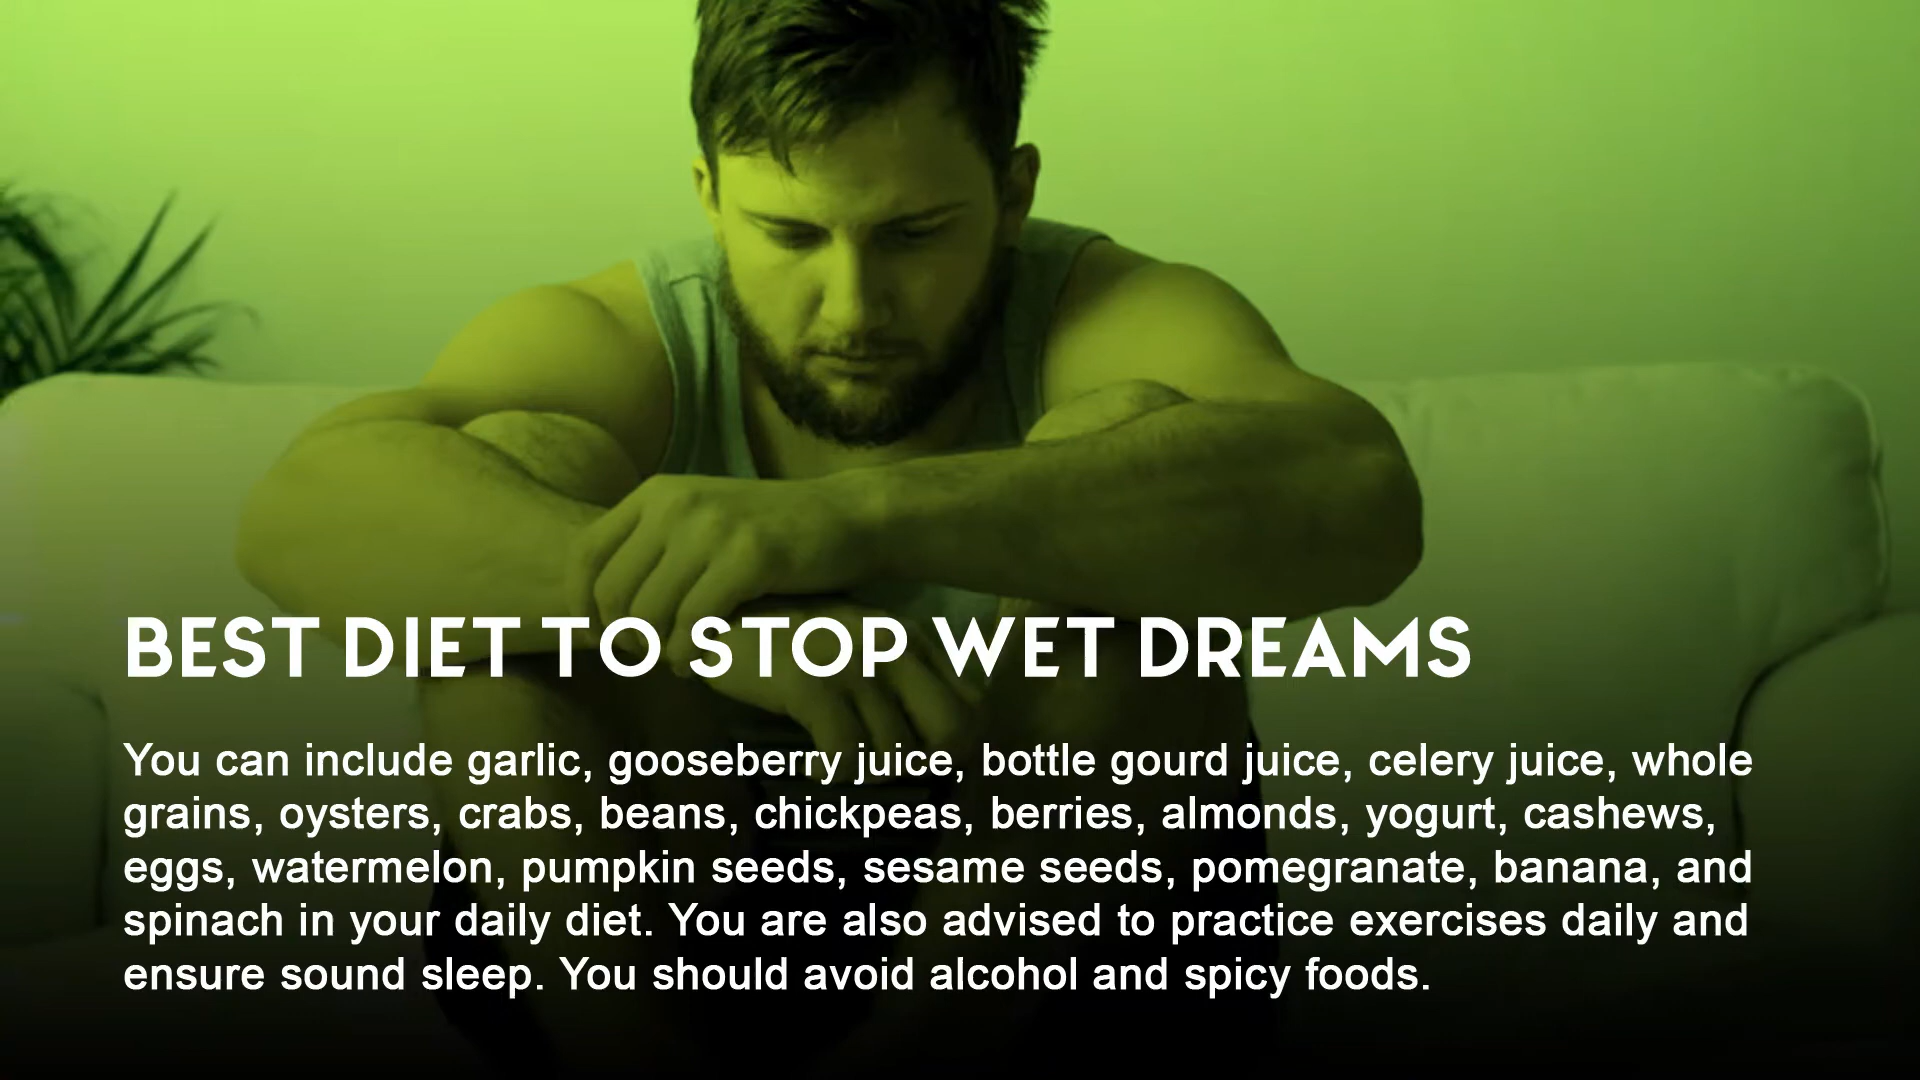 BEST DIET TO STOP WET DREAMS
You can include garlic, gooseberry juice, bottle gourd juice, celery juice, whole
grains, oysters, crabs, beans, chickpeas, berries, almonds, yogurt, cashews,
eggs, watermelon, pumpkin seeds, sesame seeds, pomegranate, banana, and
spinach in your daily diet. You are also advised to practice exercises daily and
ensure sound sleep. You should avoid alcohol and spicy foods.